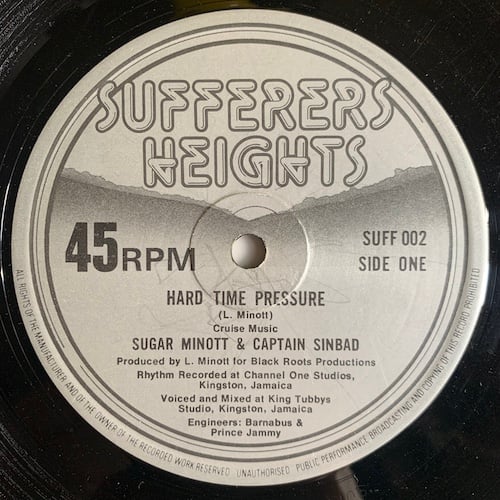 SUFFERERS
HEIGHTS
45 RPM
SUFF 002
SIDE ONE
HARD TIME PRESSURE
(L. Minott)
Cruise Music
SUGAR MINOTT & CAPTAIN SINBAD
Produced by L. Minott for Black Roots Productions
Rhythm Recorded at Channel One Studios,
Kingston, Jamaica
Voiced and Mixed at King Tubbys
Studio, Kingston, Jamaica
Engineers: Barnabus &
Prince Jammy
ALL RIGHTS OF THE MANUFACTURER AND OF THE OWNER OF THE RECORDED WORK RESERVED · UNAUTHORISED PUBLIC PERFORMANCE BROADCASTING AND COPYING OF THIS RECORD PROHIBITED